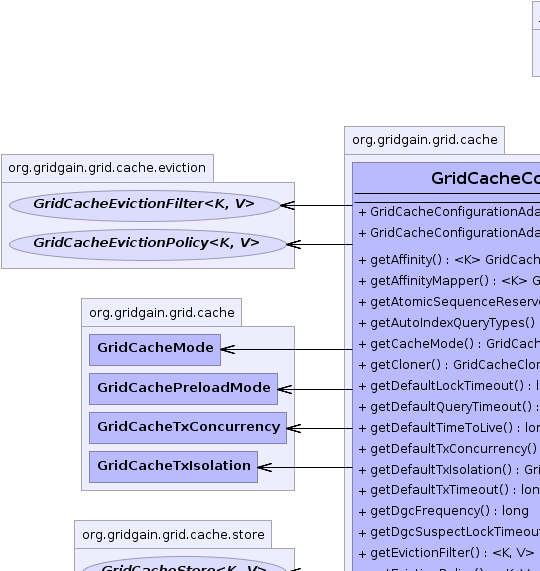 org.gridgain.grid.cache.eviction
GridCacheEvictionFilter<K, V>
GridCacheEvictionPolicy<K, V>
org.gridgain.grid.cache
GridCacheMode
GridCachePreloadMode
GridCacheTxConcurrency
GridCacheTxIsolation
org.gridgain.grid.cache.store
GridCacheStore<K, V>
org.gridgain.grid.cache
GridCacheCo
+ GridCacheConfigurationAda
+ GridCacheConfigurationAda
+ getAffinity() : <K> GridCach
+ getAffinityMapper() : <K> G
+ getAtomicSequenceReserve
+ getAutoIndexQueryTypes()
+ getCacheMode() : GridCach
+ getCloner() : GridCacheClon
+ getDefaultLockTimeout() : l
+ getDefaultQueryTimeout() :
+ getDefaultTimeToLive() : lon
+ getDefaultTxConcurrency()
+ getDefaultTxIsolation() : Gri
+ getDefaultTxTimeout() : lon
+ getDgcFrequency() : long
+ getDgcSuspectLockTimeout
+ getEvictionFilter() : <K, V>